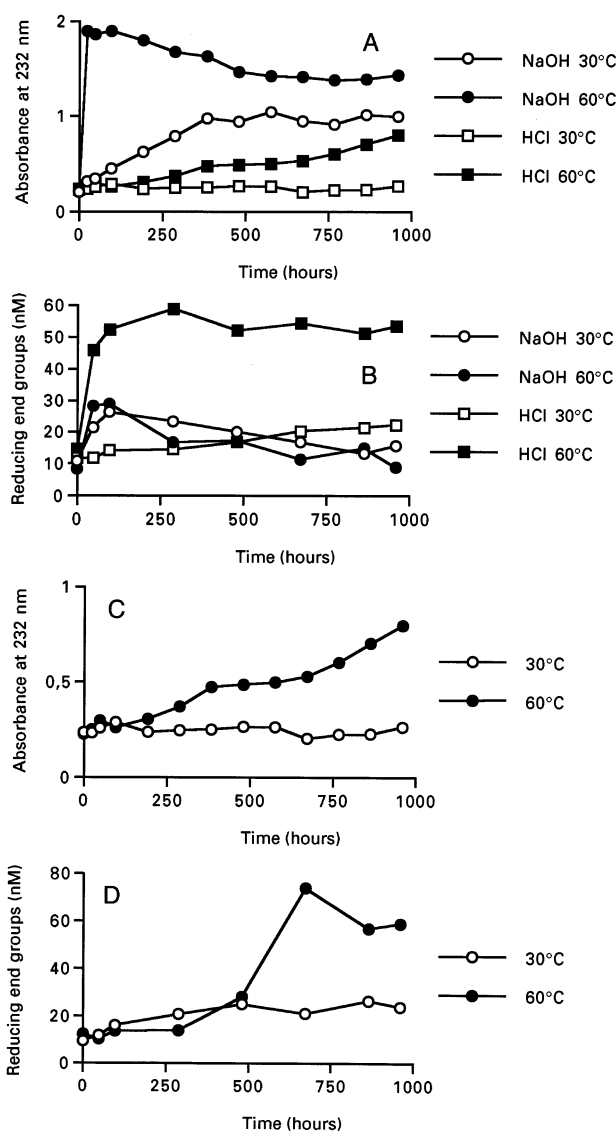 Absorbance at 232 nm
2
1
0
A
0 250 500 750 1000
Time (hours)
NaOH 30°C
NaOH 60°C
HCl 30°C
HCl 60°C
Reducing end groups (nM)
60
50
40
30
20
10
0
B
0 250 500 750 1000
Time (hours)
NaOH 30°C
NaOH 60°C
HCl 30°C
HCl 60°C
Absorbance at 232 nm
1
0,5
0
C
0 250 500 750 1000
Time (hours)
30°C
60°C
Reducing end groups (nM)
80
60
40
20
0
D
0 250 500 750 1000
Time (hours)
30°C
60°C